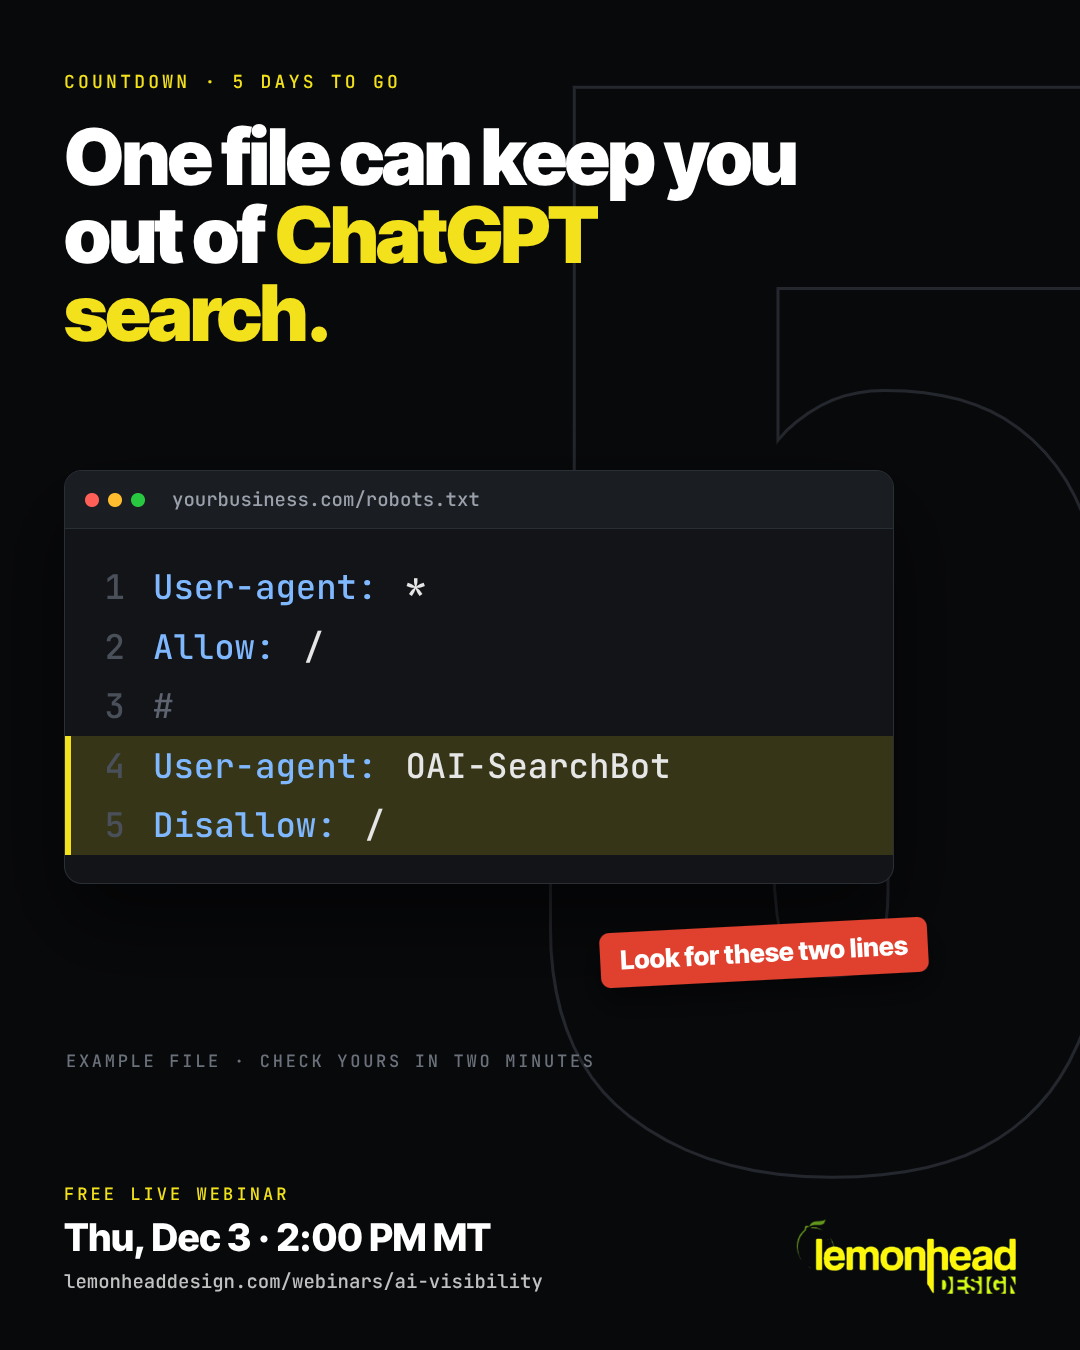 COUNTDOWN · 5 DAYS TO GO
One file can keep you
out of ChatGPT
search.
5
yourbusiness.com/robots.txt
1 User-agent: *
2 Allow: /
3 #
4 User-agent: OAI-SearchBot
5 Disallow: /
Look for these two lines
EXAMPLE FILE · CHECK YOURS IN TWO MINUTES
FREE LIVE WEBINAR
Thu, Dec 3 · 2:00 PM MT
lemonheaddesign.com/webinars/ai-visibility
lemonhead
DESIGN